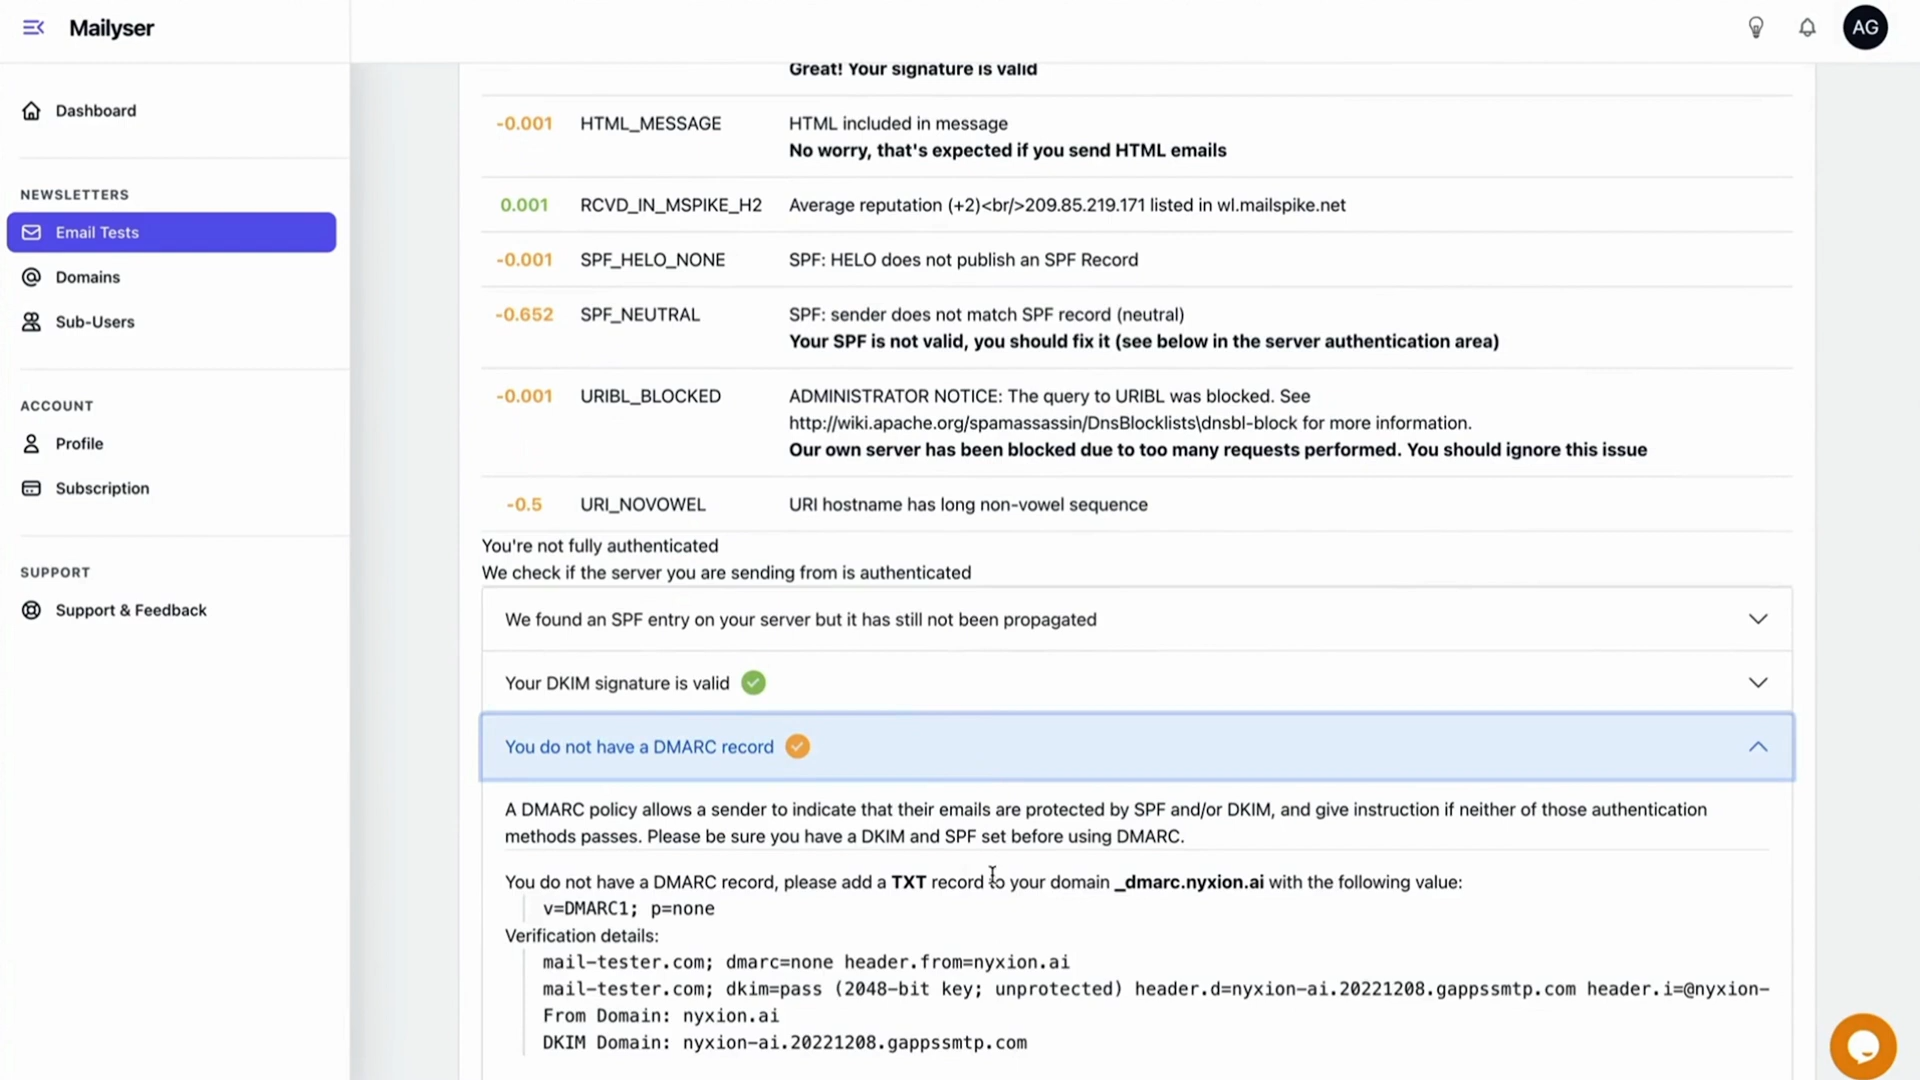 Mailyser
AG
Dashboard
NEWSLETTERS
Email Tests
Domains
Sub-Users
ACCOUNT
Profile
Subscription
SUPPORT
Support & Feedback
Great! Your signature is valid
-0.001 HTML_MESSAGE HTML included in message
No worry, that's expected if you send HTML emails
0.001 RCVD_IN_MSPIKE_H2 Average reputation (+2)<br/>209.85.219.171 listed in wl.mailspike.net
-0.001 SPF_HELO_NONE SPF: HELO does not publish an SPF Record
-0.652 SPF_NEUTRAL SPF: sender does not match SPF record (neutral)
Your SPF is not valid, you should fix it (see below in the server authentication area)
-0.001 URIBL_BLOCKED ADMINISTRATOR NOTICE: The query to URIBL was blocked. See
http://wiki.apache.org/spamassassin/DnsBlocklists\dnsbl-block for more information.
Our own server has been blocked due to too many requests performed. You should ignore this issue
-0.5 URI_NOVOWEL URI hostname has long non-vowel sequence
You're not fully authenticated
We check if the server you are sending from is authenticated
We found an SPF entry on your server but it has still not been propagated
Your DKIM signature is valid
You do not have a DMARC record
A DMARC policy allows a sender to indicate that their emails are protected by SPF and/or DKIM, and give instruction if neither of those authentication
methods passes. Please be sure you have a DKIM and SPF set before using DMARC.
You do not have a DMARC record, please add a TXT record to your domain _dmarc.nyxion.ai with the following value:
v=DMARC1; p=none
Verification details:
mail-tester.com; dmarc=none header.from=nyxion.ai
mail-tester.com; dkim=pass (2048-bit key; unprotected) header.d=nyxion-ai.20221208.gappssmtp.com header.i=@nyxion-
From Domain: nyxion.ai
DKIM Domain: nyxion-ai.20221208.gappssmtp.com